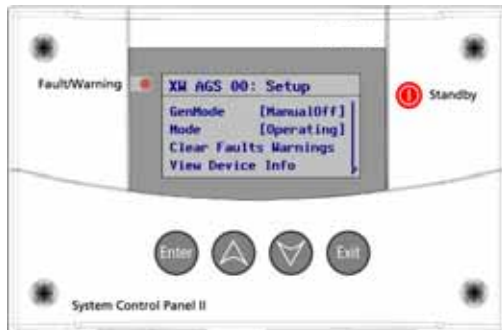 XW AGS 00: Setup
Fault/Warning
Standby
GenMode [ManualOff]
Mode [Operating]
Clear Faults Warnings
View Device Info
Enter
Exit
System Control Panel II